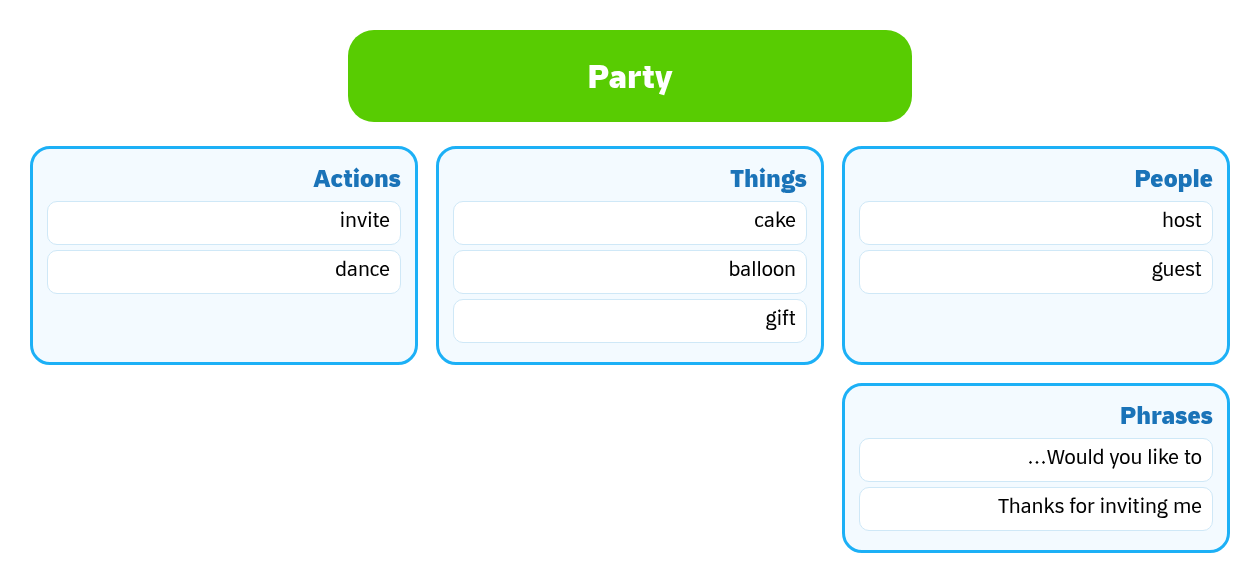 Party
People
host
guest
Things
cake
balloon
gift
Actions
invite
dance
Phrases
...Would you like to
Thanks for inviting me